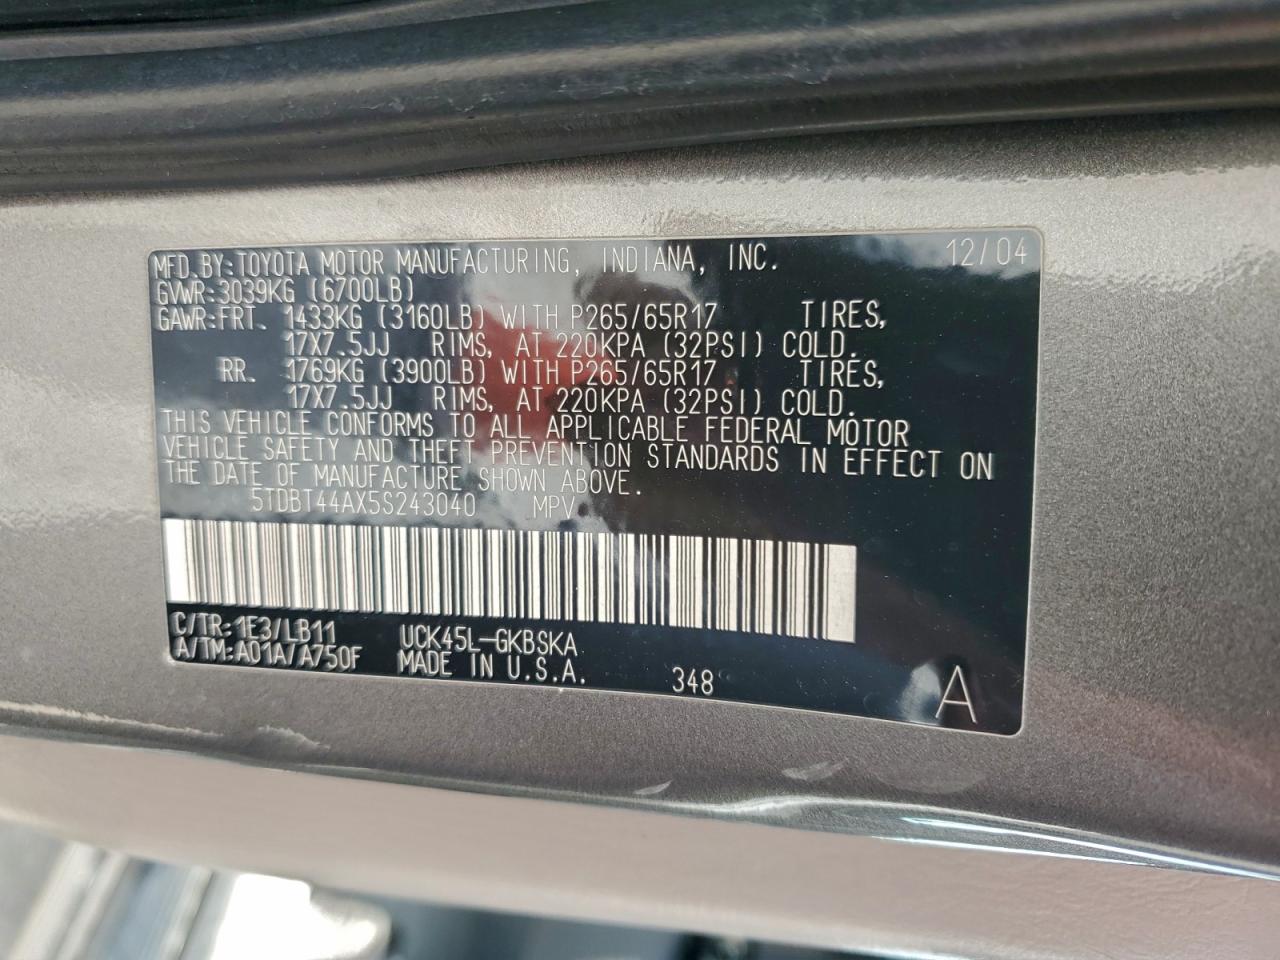 MFD.BY:TOYOTA MOTOR MANUFACTURING, INDIANA, INC. 12/04
GVWR:3039KG (6700LB)
GAWR:FRT. 1433KG (3160LB) WITH P265/65R17 TIRES,
17X7.5JJ RIMS, AT 220KPA (32PSI) COLD.
RR. 1769KG (3900LB) WITH P265/65R17 TIRES,
17X7.5JJ RIMS, AT 220KPA (32PSI) COLD.
THIS VEHICLE CONFORMS TO ALL APPLICABLE FEDERAL MOTOR
VEHICLE SAFETY AND THEFT PREVENTION STANDARDS IN EFFECT ON
THE DATE OF MANUFACTURE SHOWN ABOVE.
5TDBT44AX5S243040 MPV
C/TR:1E3/LB11 UCK45L-GKBSKA
A/TM:A01A/A750F MADE IN U.S.A. 348 A